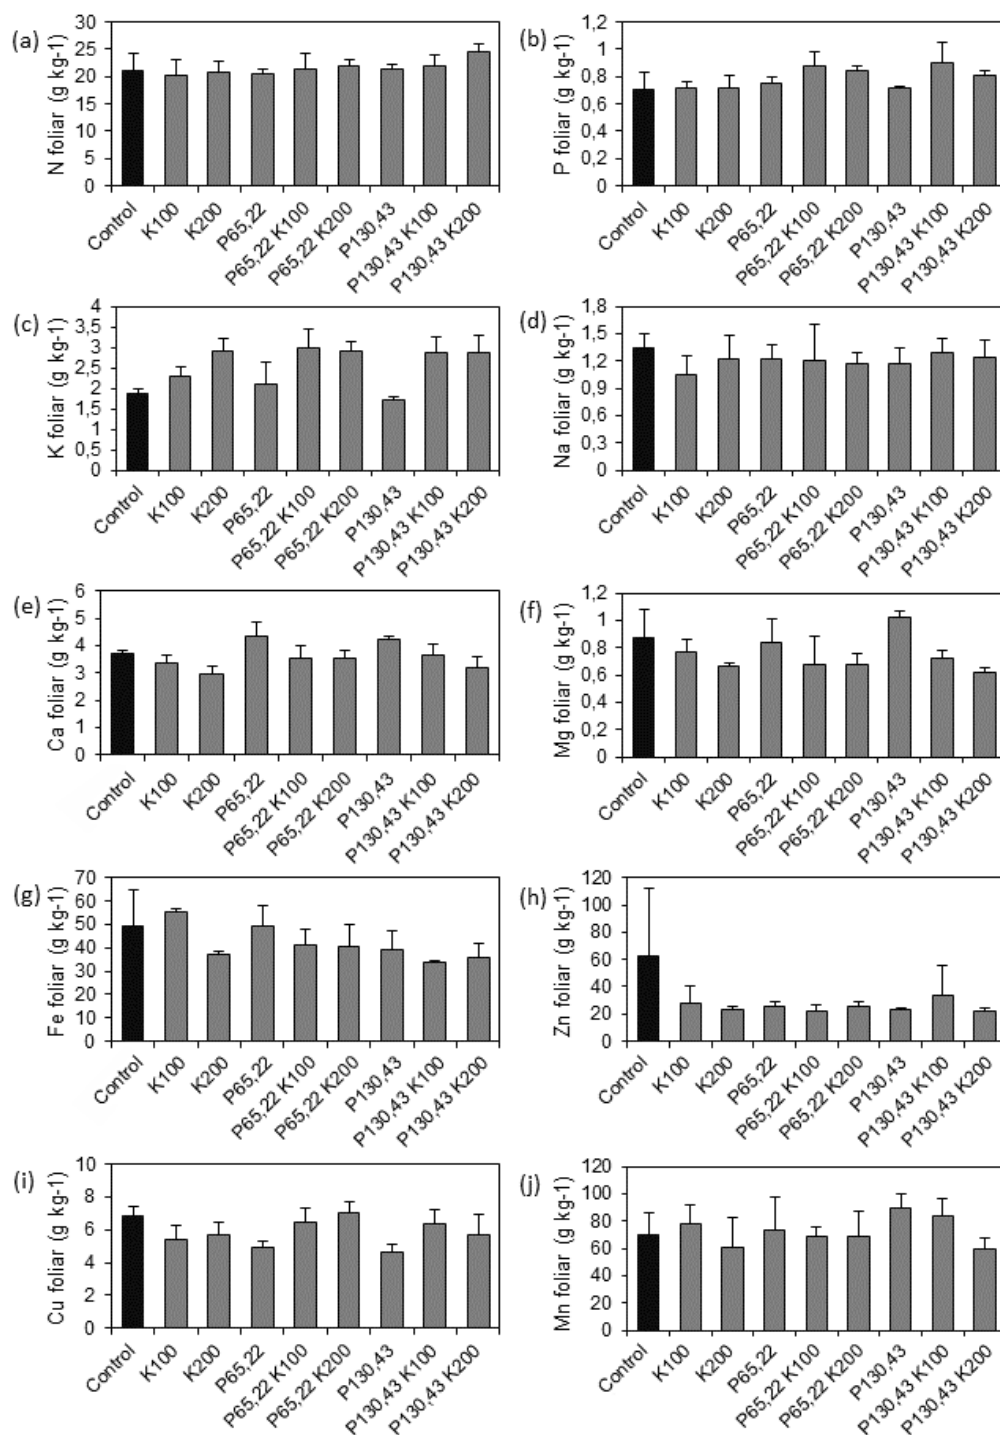 (a)
N foliar (g kg-1)
30
25
20
15
10
5
0
Control
K100
K200
P65,22
P65,22 K100
P65,22 K200
P130,43
P130,43 K100
P130,43 K200
(b)
P foliar (g kg-1)
1,2
1
0,8
0,6
0,4
0,2
0
Control
K100
K200
P65,22
P65,22 K100
P65,22 K200
P130,43
P130,43 K100
P130,43 K200
(c)
K foliar (g kg-1)
4
3,5
3
2,5
2
1,5
1
0,5
0
Control
K100
K200
P65,22
P65,22 K100
P65,22 K200
P130,43
P130,43 K100
P130,43 K200
(d)
Na foliar (g kg-1)
1,8
1,5
1,2
0,9
0,6
0,3
0
Control
K100
K200
P65,22
P65,22 K100
P65,22 K200
P130,43
P130,43 K100
P130,43 K200
(e)
Ca foliar (g kg-1)
6
5
4
3
2
1
0
Control
K100
K200
P65,22
P65,22 K100
P65,22 K200
P130,43
P130,43 K100
P130,43 K200
(f)
Mg foliar (g kg-1)
1,2
1
0,8
0,6
0,4
0,2
0
Control
K100
K200
P65,22
P65,22 K100
P65,22 K200
P130,43
P130,43 K100
P130,43 K200
(g)
Fe foliar (g kg-1)
70
60
50
40
30
20
10
0
Control
K100
K200
P65,22
P65,22 K100
P65,22 K200
P130,43
P130,43 K100
P130,43 K200
(h)
Zn foliar (g kg-1)
120
100
80
60
40
20
0
Control
K100
K200
P65,22
P65,22 K100
P65,22 K200
P130,43
P130,43 K100
P130,43 K200
(i)
Cu foliar (g kg-1)
10
8
6
4
2
0
Control
K100
K200
P65,22
P65,22 K100
P65,22 K200
P130,43
P130,43 K100
P130,43 K200
(j)
Mn foliar (g kg-1)
120
100
80
60
40
20
0
Control
K100
K200
P65,22
P65,22 K100
P65,22 K200
P130,43
P130,43 K100
P130,43 K200